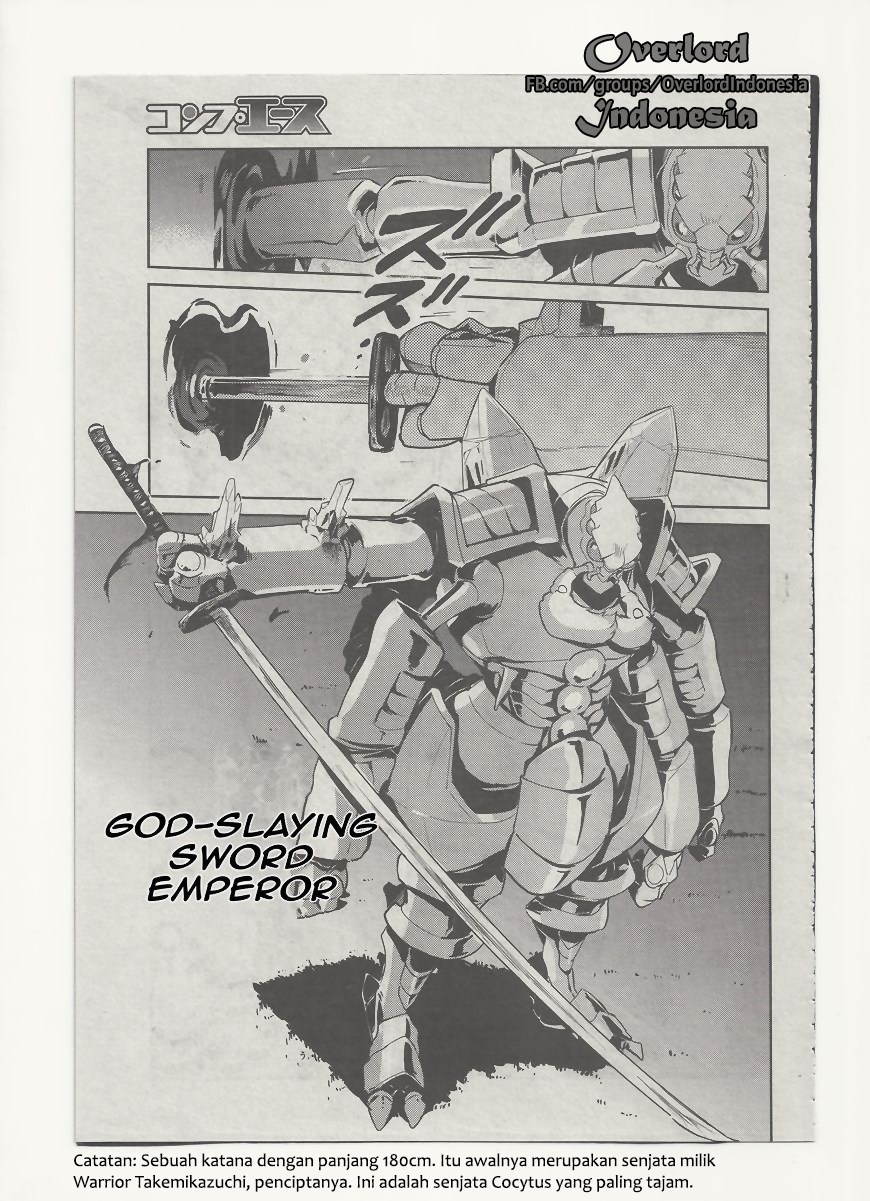 Overlord
FB.com/groups/OverlordIndonesia
Indonesia
コンプエース
ズズ
GOD-SLAYING
SWORD
EMPEROR
Catatan: Sebuah katana dengan panjang 180cm. Itu awalnya merupakan senjata milik
Warrior Takemikazuchi, penciptanya. Ini adalah senjata Cocytus yang paling tajam.